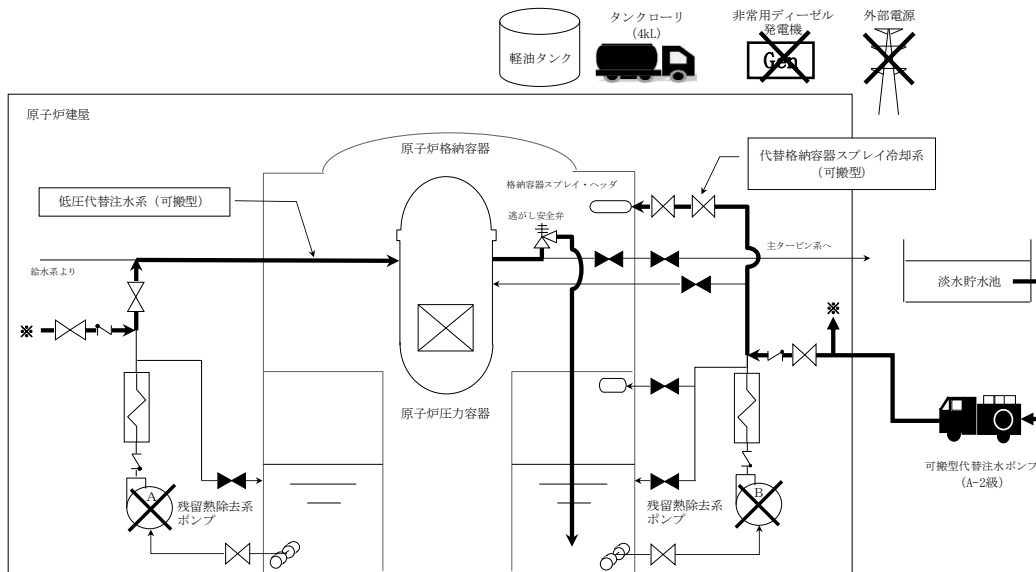 タンクローリ
(4kL)
非常用ディーゼル
発電機
外部電源
軽油タンク
Gen
原子炉建屋
原子炉格納容器
代替格納容器スプレイ冷却系
(可搬型)
格納容器スプレイ・ヘッダ
低圧代替注水系(可搬型)
逃がし安全弁
給水系より
主タービン系へ
淡水貯水池
※
※
原子炉圧力容器
可搬型代替注水ポンプ
(A-2級)
A
残留熱除去系
ポンプ
残留熱除去系
ポンプ
B